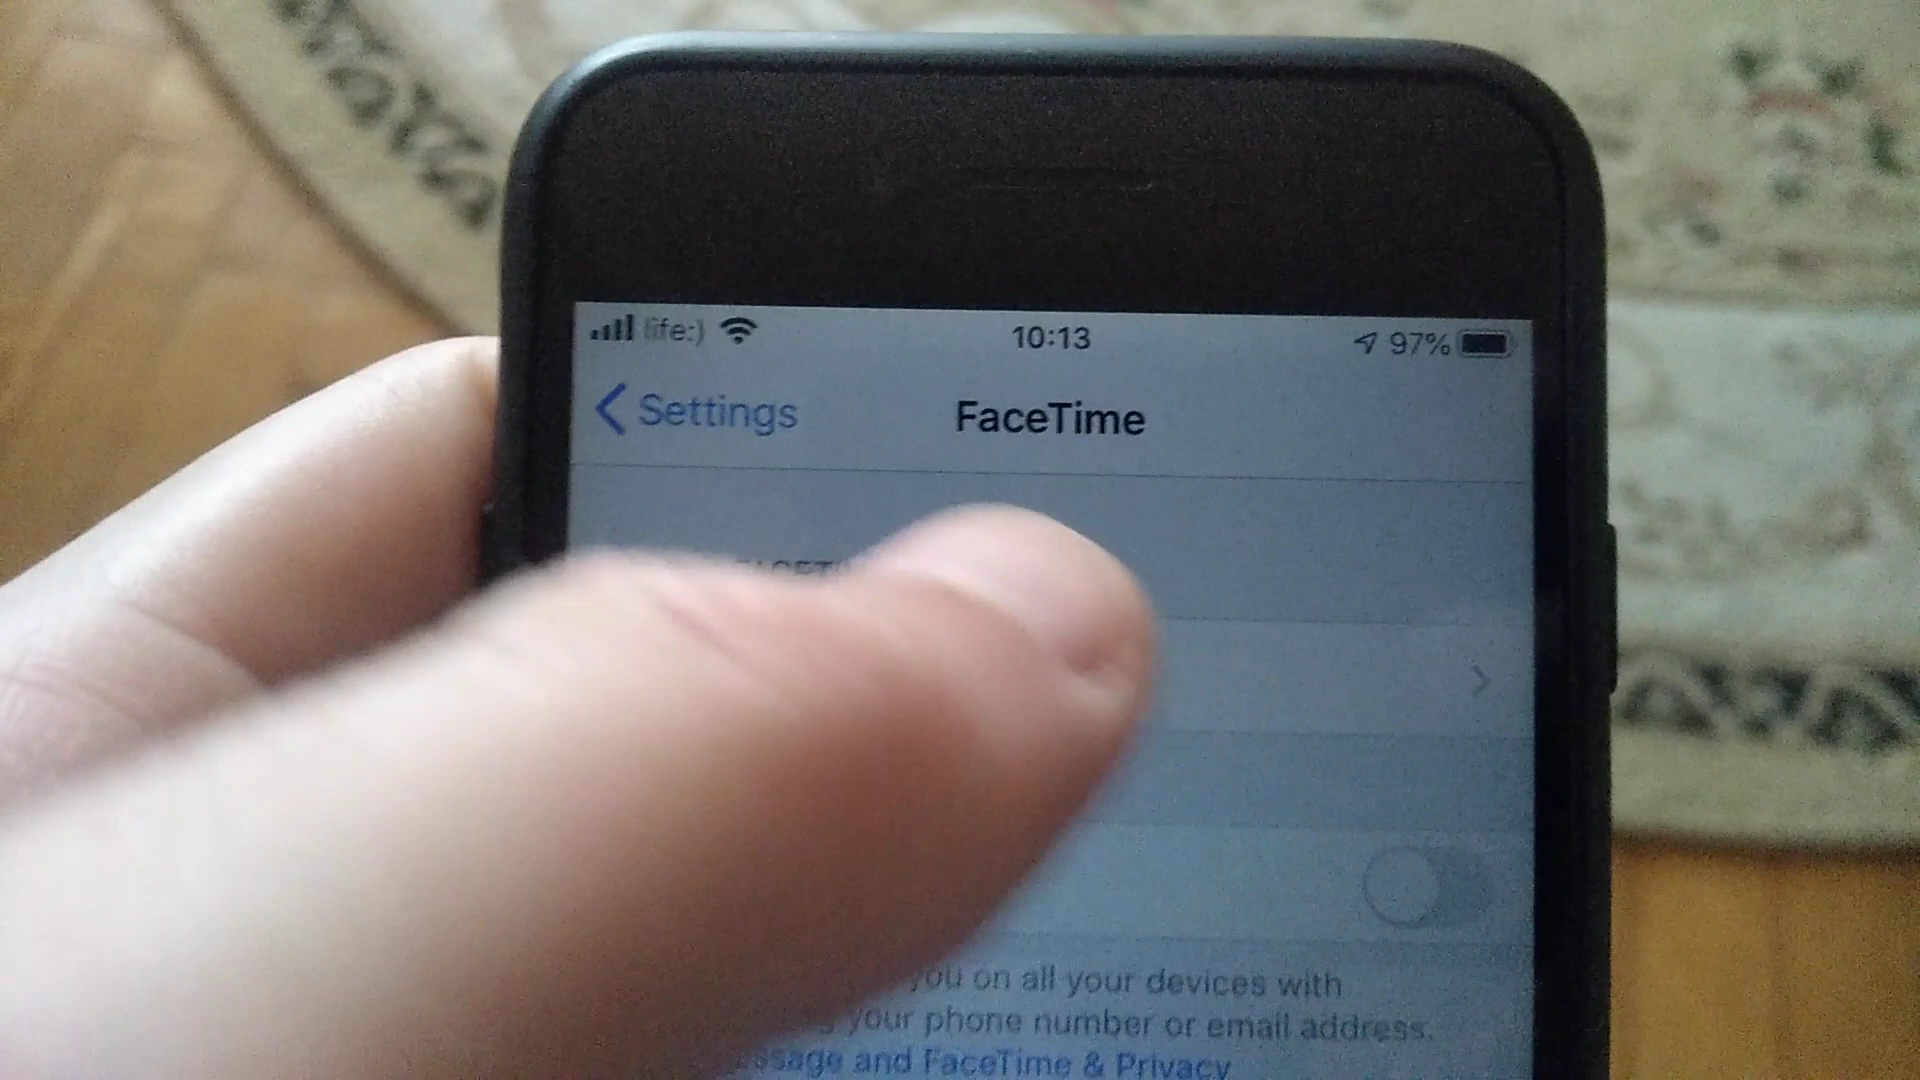 life:) 10:13 97%
Settings FaceTime
you on all your devices with
your phone number or email address.
and FaceTime & Privacy